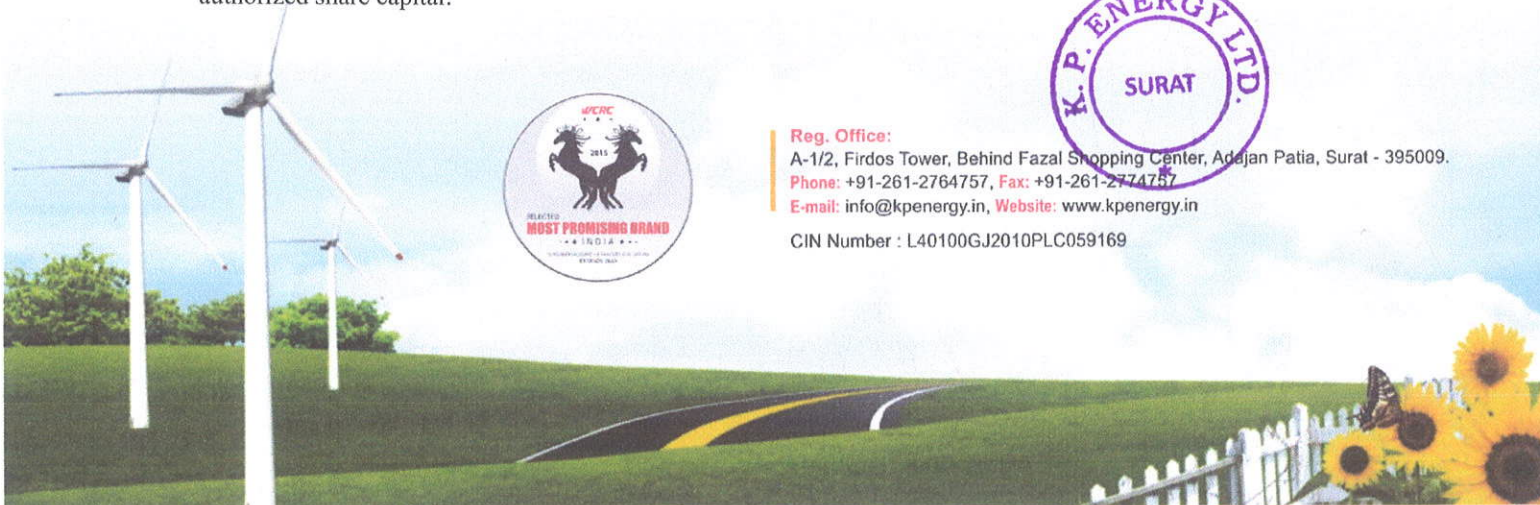 authorized share capital.
K. P. ENERGY LTD.
SURAT
WCRC
2015
SELECTED
MOST PROMISING BRAND
INDIA
Reg. Office:
A-1/2, Firdos Tower, Behind Fazal Shopping Center, Adajan Patia, Surat - 395009.
Phone: +91-261-2764757, Fax: +91-261-2774757
E-mail: info@kpenergy.in, Website: www.kpenergy.in
CIN Number : L40100GJ2010PLC059169